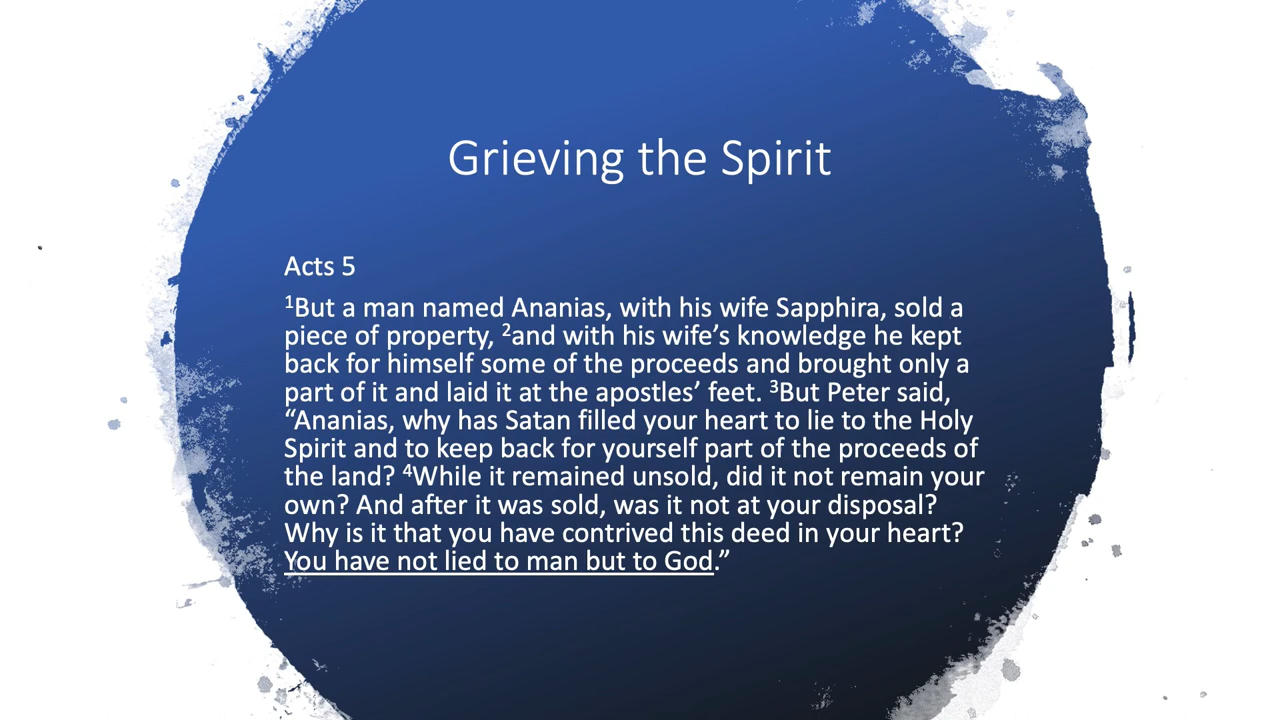 Grieving the Spirit
Acts 5
¹But a man named Ananias, with his wife Sapphira, sold a
piece of property, ²and with his wife’s knowledge he kept
back for himself some of the proceeds and brought only a
part of it and laid it at the apostles’ feet. ³But Peter said,
“Ananias, why has Satan filled your heart to lie to the Holy
Spirit and to keep back for yourself part of the proceeds of
the land? ⁴While it remained unsold, did it not remain your
own? And after it was sold, was it not at your disposal?
Why is it that you have contrived this deed in your heart?
You have not lied to man but to God.”